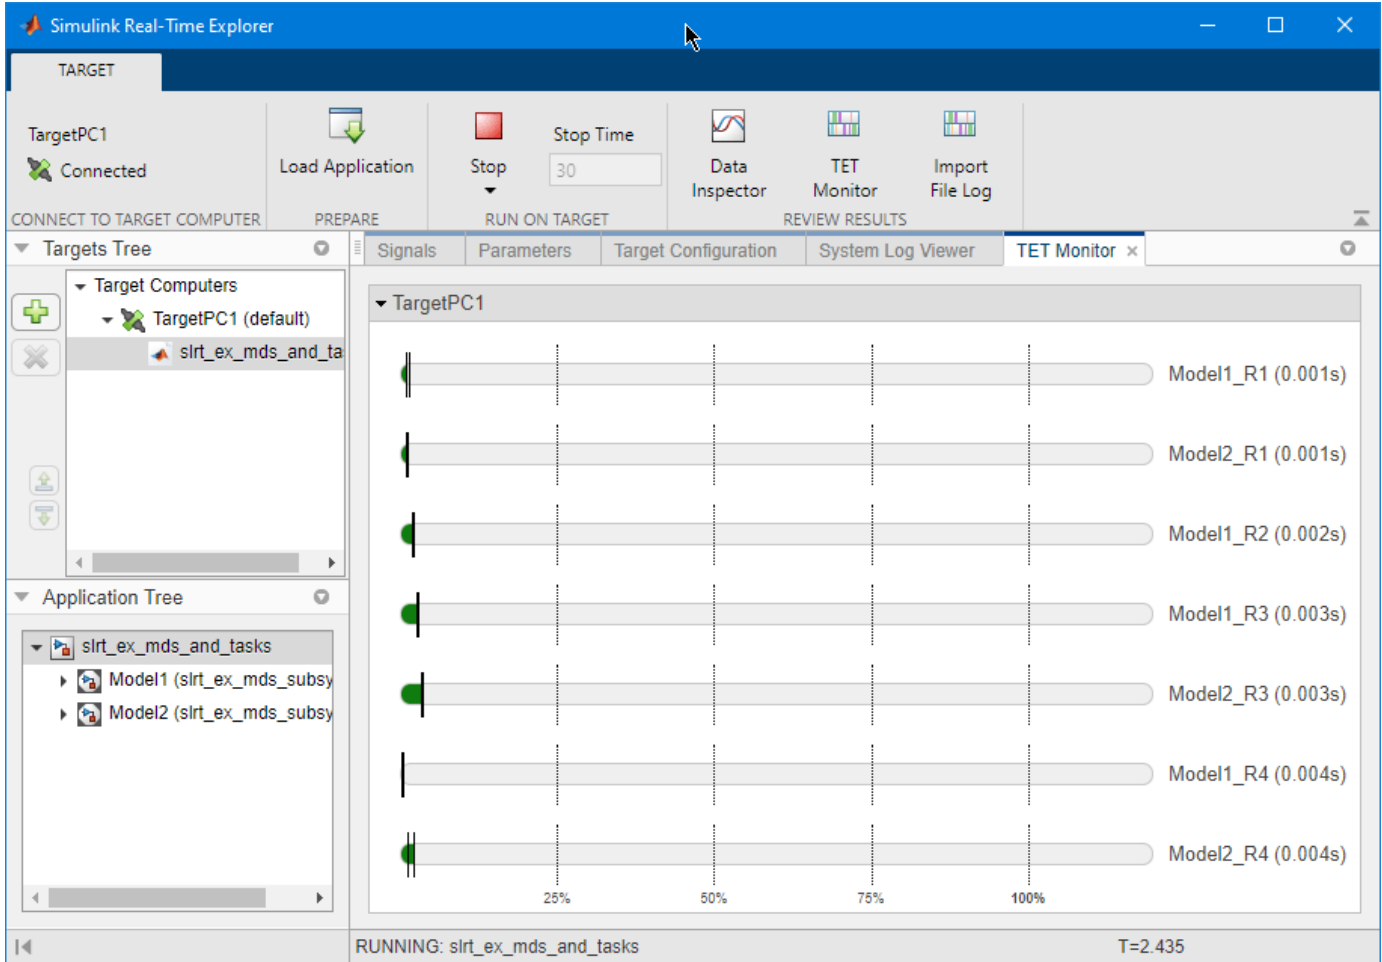 Simulink Real-Time Explorer
TARGET
TargetPC1
Connected
CONNECT TO TARGET COMPUTER
Load Application
PREPARE
Stop
Stop Time
30
RUN ON TARGET
Data
Inspector
TET
Monitor
Import
File Log
REVIEW RESULTS
Targets Tree
Target Computers
TargetPC1 (default)
slrt_ex_mds_and_ta
Application Tree
slrt_ex_mds_and_tasks
Model1 (slrt_ex_mds_subsy
Model2 (slrt_ex_mds_subsy
Signals
Parameters
Target Configuration
System Log Viewer
TET Monitor
TargetPC1
Model1_R1 (0.001s)
Model2_R1 (0.001s)
Model1_R2 (0.002s)
Model1_R3 (0.003s)
Model2_R3 (0.003s)
Model1_R4 (0.004s)
Model2_R4 (0.004s)
25% 50% 75% 100%
RUNNING: slrt_ex_mds_and_tasks
T=2.435